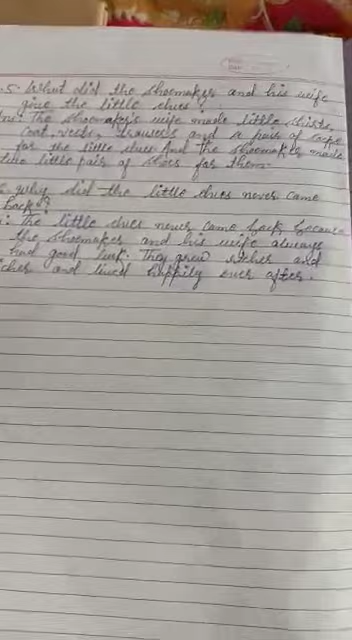 5. What did the shoemaker and his wife
give the little elves?
The shoemaker's wife made little shirts,
coat, vests, trousers and a pair of caps
for the little elves And the shoemaker made
two little pair of shoes for them.
why did the little elves never came
back?
the little elves never came back because
the shoemaker and his wife always
had good luck. They grew richer and
and lived happily ever after.